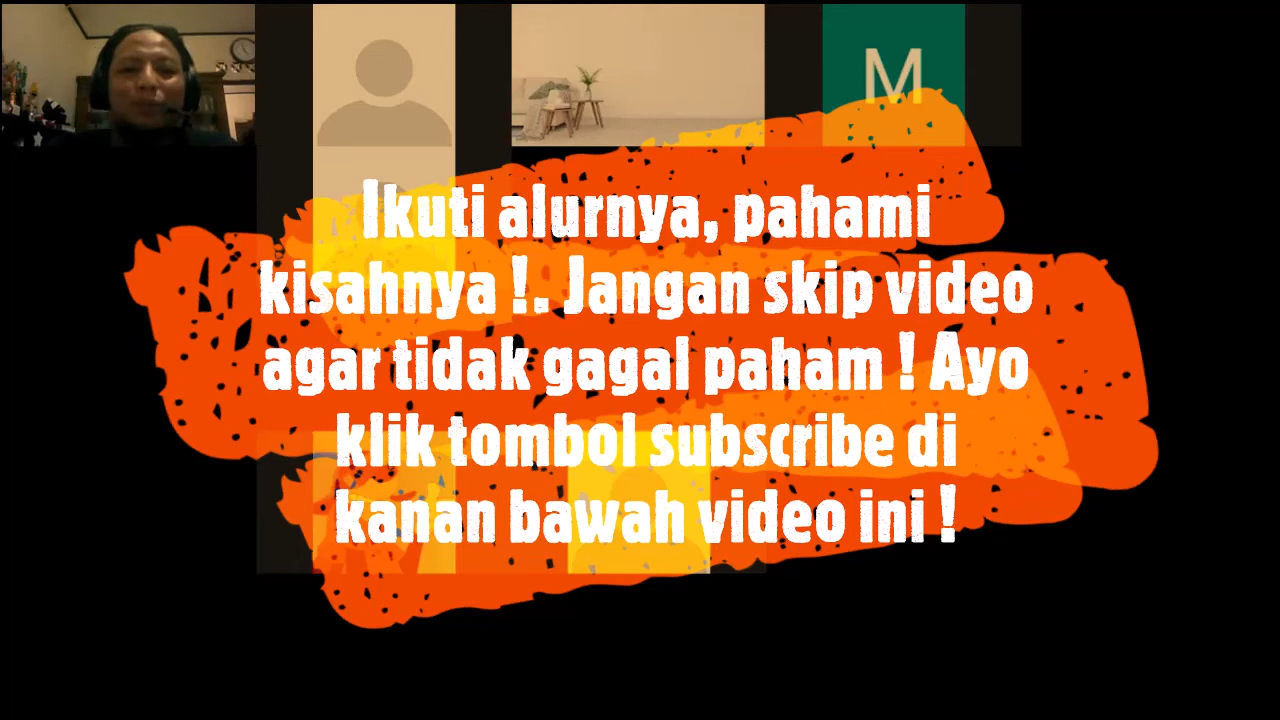 M
Ikuti alurnya, pahami
kisahnya !. Jangan skip video
agar tidak gagal paham ! Ayo
klik tombol subscribe di
kanan bawah video ini !